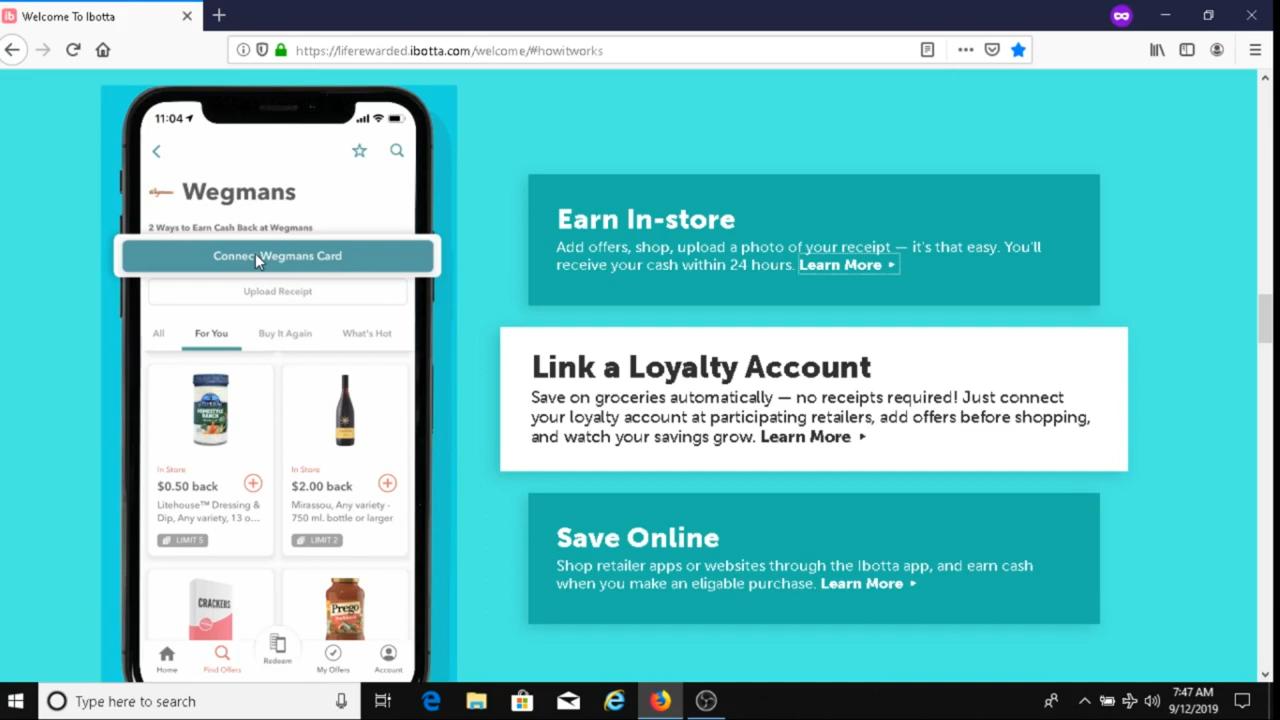 ib Welcome To Ibotta
https://liferewarded.ibotta.com/welcome/#howitworks
11:04
Wegmans
2 Ways to Earn Cash Back at Wegmans
Connect Wegmans Card
Upload Receipt
All For You Buy It Again What's Hot
In Store
$0.50 back
Litehouse™ Dressing &
Dip, Any variety, 13 o...
LIMIT 5
In Store
$2.00 back
Mirassou, Any variety -
750 ml. bottle or larger
LIMIT 2
HOMESTYLE
RANCH
CRACKERS
Prego
Home Find Offers Redeem My Offers Account
Earn In-store
Add offers, shop, upload a photo of your receipt — it's that easy. You'll
receive your cash within 24 hours. Learn More
Link a Loyalty Account
Save on groceries automatically — no receipts required! Just connect
your loyalty account at participating retailers, add offers before shopping,
and watch your savings grow. Learn More
Save Online
Shop retailer apps or websites through the Ibotta app, and earn cash
when you make an eligable purchase. Learn More
Type here to search
7:47 AM
9/12/2019